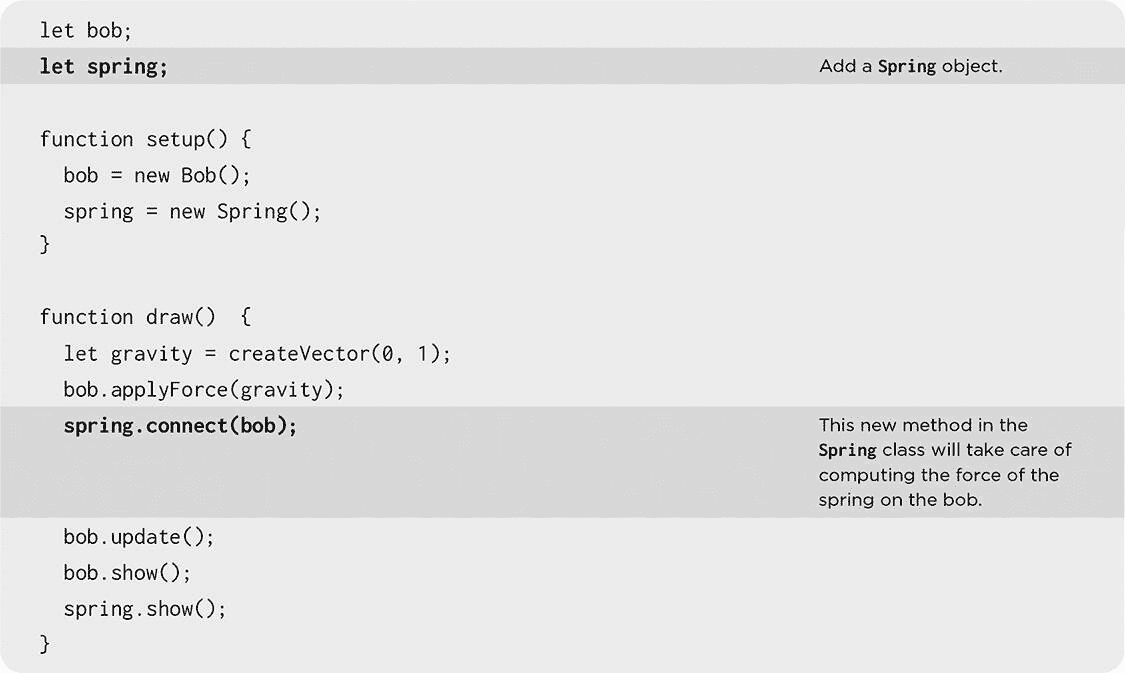 let bob;
let spring;
Add a Spring object.
function setup() {
  bob = new Bob();
  spring = new Spring();
}
function draw()  {
  let gravity = createVector(0, 1);
  bob.applyForce(gravity);
  spring.connect(bob);
This new method in the
Spring class will take care of
computing the force of the
spring on the bob.
  bob.update();
  bob.show();
  spring.show();
}